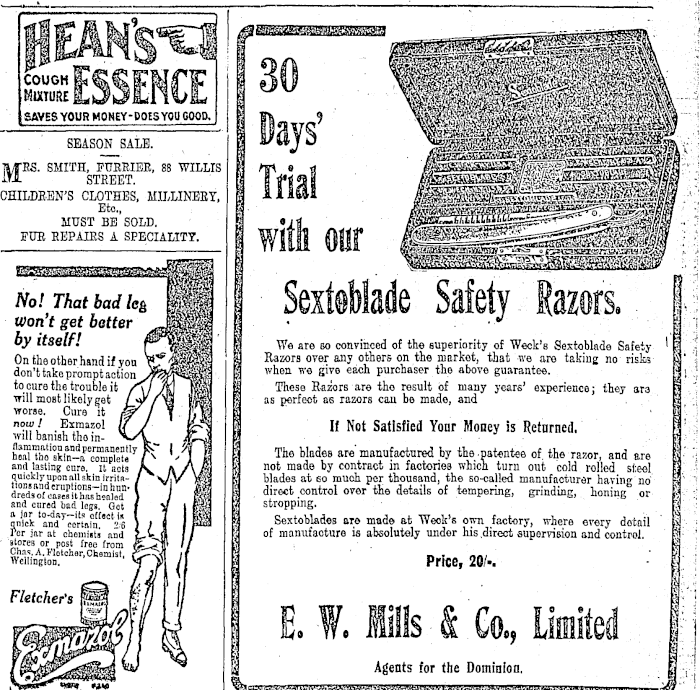 HEAN'S
COUGH
MIXTURE
ESSENCE
SAVES YOUR MONEY-DOES YOU GOOD.
SEASON SALE.
MRS. SMITH, FURRIER, 88 WILLIS
STREET.
CHILDREN'S CLOTHES, MILLINERY,
Etc.,
MUST BE SOLD.
FUR REPAIRS A SPECIALITY.
No! That bad leg
won't get better
by itself!
On the other hand if you
don't take prompt action
to cure the trouble it
will most likely get
worse. Cure it
now! Exmazol
will banish the in-
flammation and permanently
heal the skin—a complete
and lasting cure. It acts
quickly upon all skin irrita-
tions and eruptions—in hun-
dreds of cases it has healed
and cured bad legs. Get
a jar to-day—its effect is
quick and certain. 2/6
Per jar at chemists and
stores or post free from
Chas. A. Fletcher, Chemist,
Wellington.
Fletcher's
EXMAZOL
Exmazol
30
Days'
Trial
with our
Sextoblade Safety Razors.
We are so convinced of the superiority of Weck's Sextoblade Safety
Razors over any others on the market, that we are taking no risks
when we give each purchaser the above guarantee.
These Razors are the result of many years' experience; they are
as perfect as razors can be made, and
If Not Satisfied Your Money is Returned.
The blades are manufactured by the patentee of the razor, and are
not made by contract in factories which turn out cold rolled steel
blades at so much per thousand, the so-called manufacturer having no
direct control over the details of tempering, grinding, honing or
stropping.
Sextoblades are made at Weck's own factory, where every detail
of manufacture is absolutely under his direct supervision and control.
Price, 20/-.
E. W. Mills & Co., Limited
Agents for the Dominion.